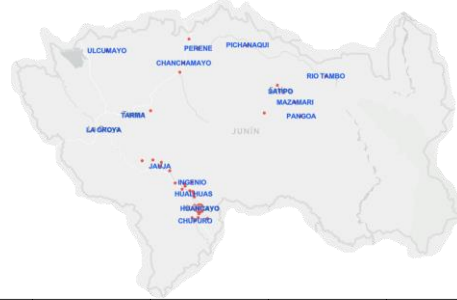 ULCUMAYO
PERENE
PICHANAQUI
CHANCHAMAYO
RIO TAMBO
SATIPO
MAZAMARI
TARMA
PANGOA
LA OROYA
JUNÍN
JAUJA
INGENIO
HUALHUAS
HUANCAYO
CHUPURO